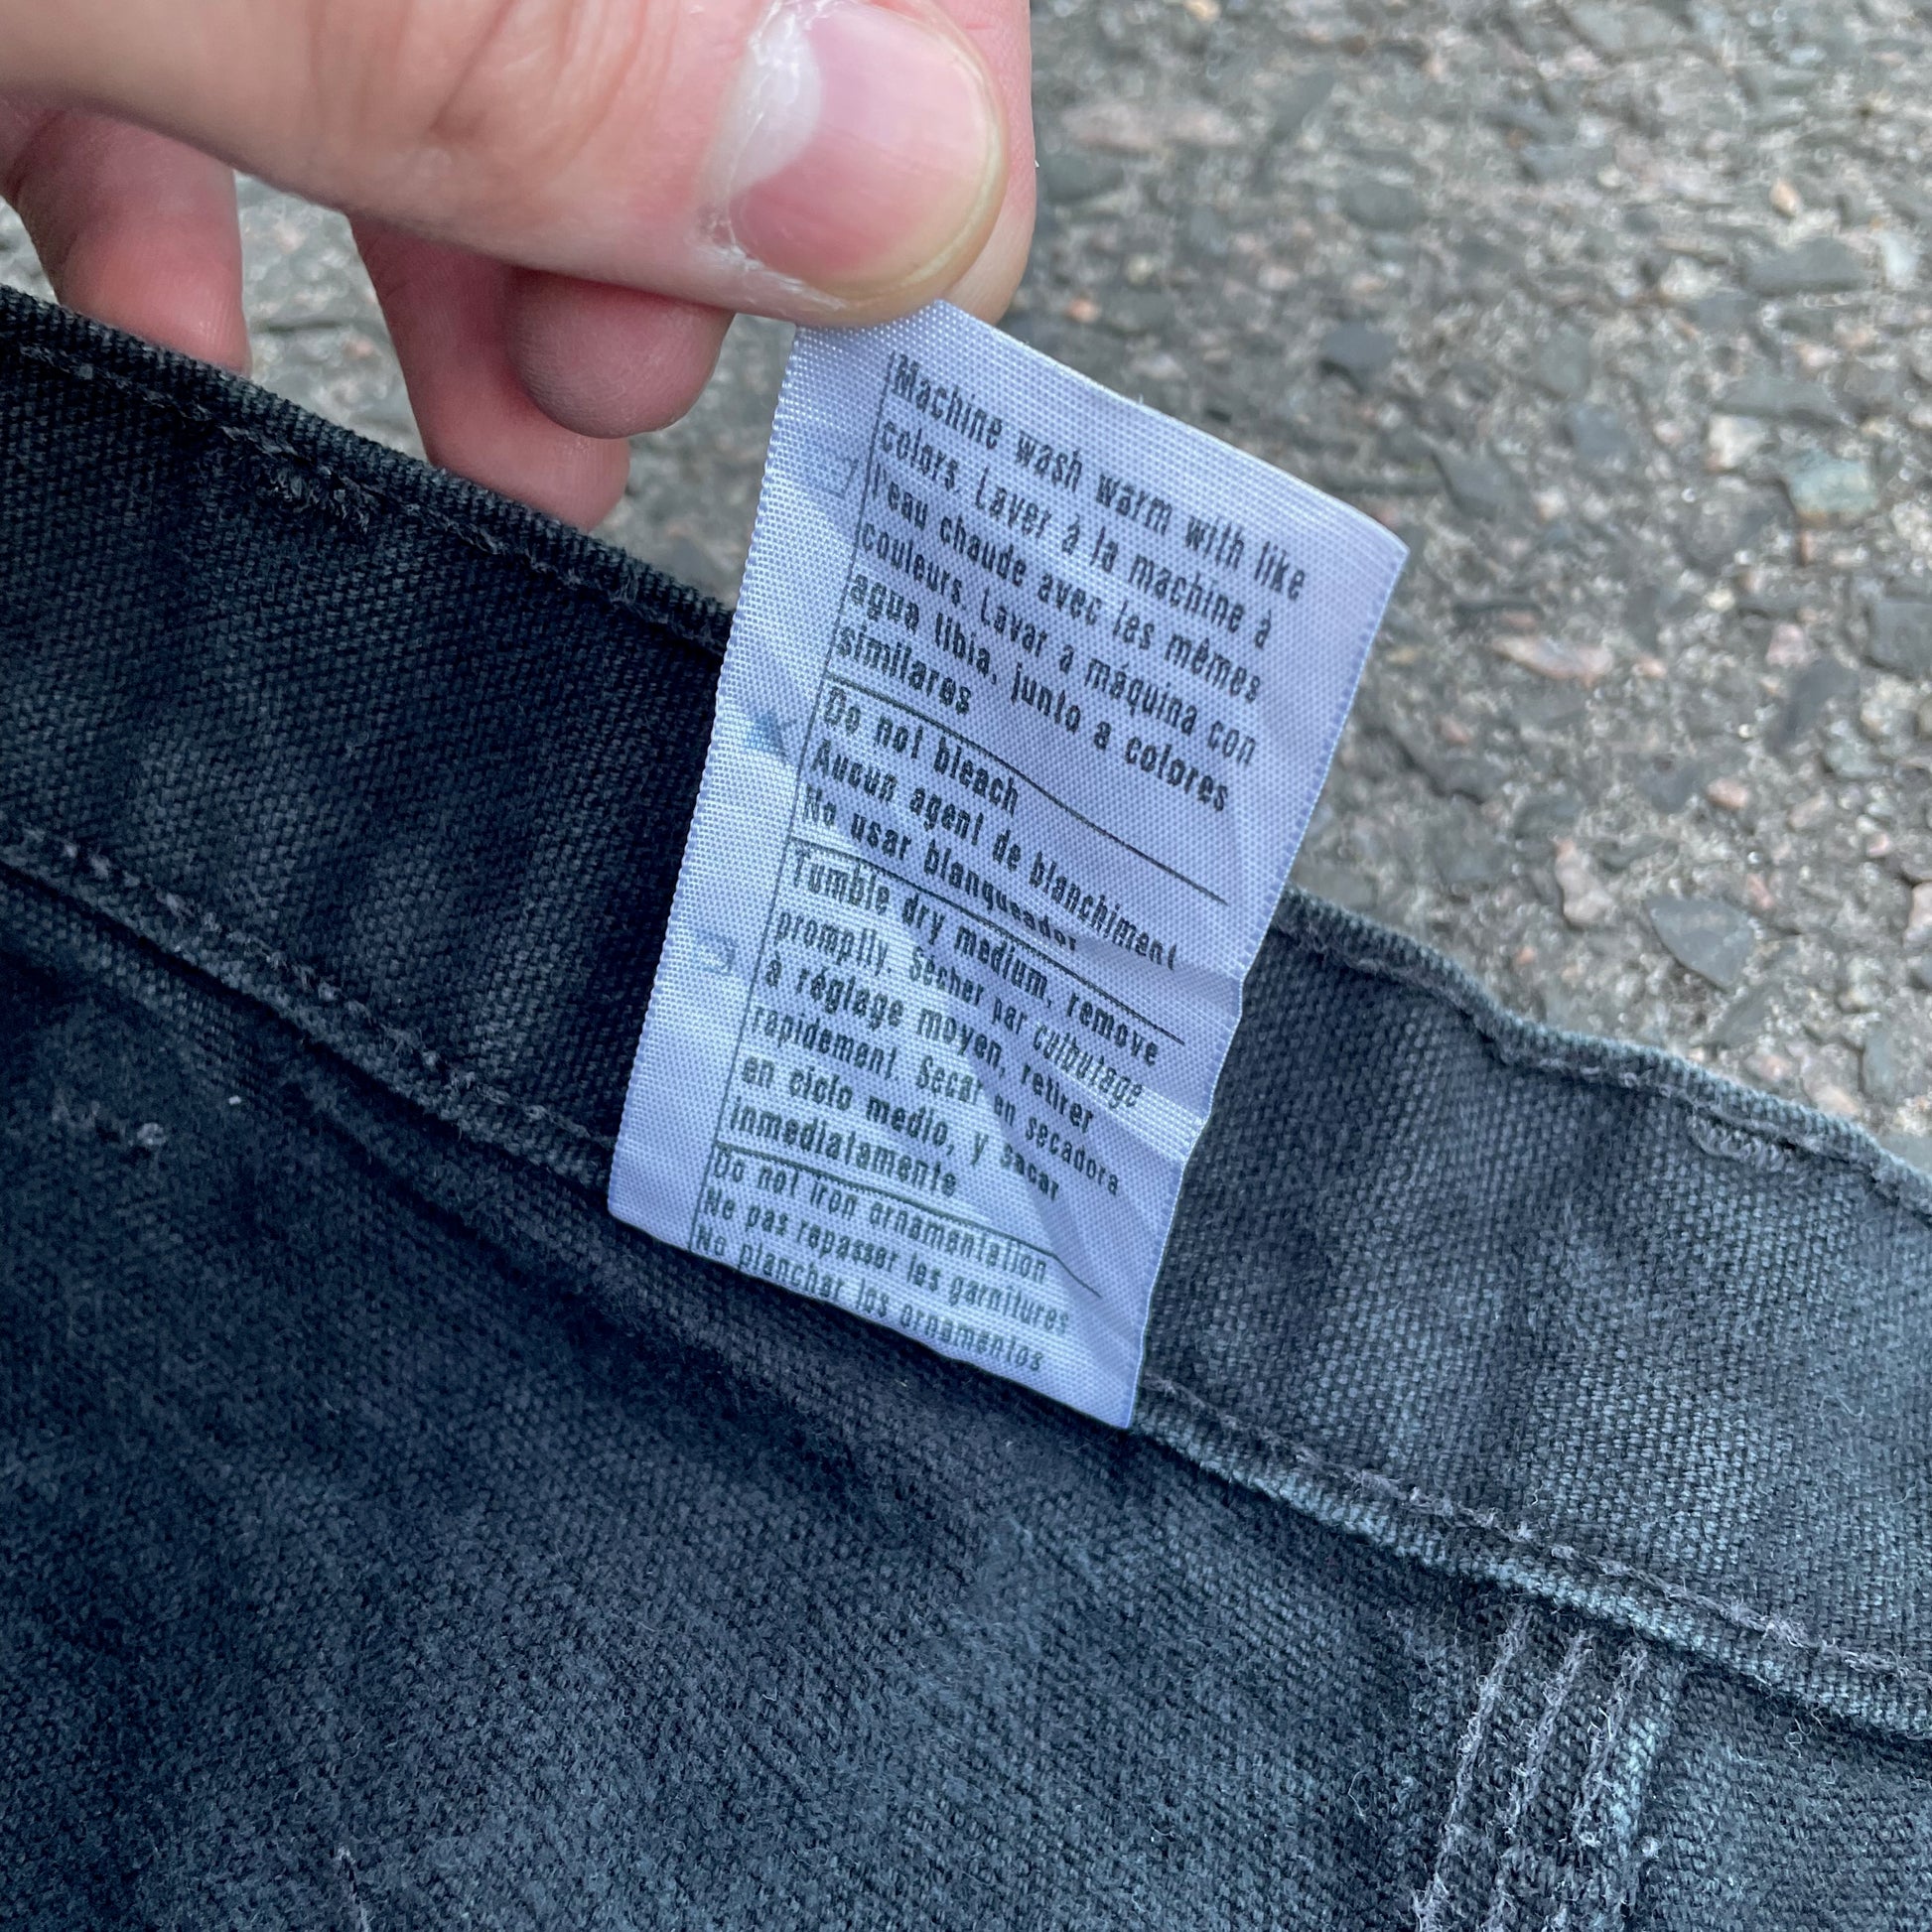 Machine wash warm with like
colors. Laver à la machine à
l'eau chaude avec les mêmes
couleurs. Lavar a máquina con
agua tibia, junto a colores
similares
Do not bleach
Aucun agent de blanchiment
No usar blanqueador
Tumble dry medium, remove
promptly. Sécher par culbutage
à réglage moyen, retirer
rapidement. Secar en secadora
en ciclo medio, y sacar
inmediatamente
Do not iron ornamentation
Ne pas repasser les garnitures
No planchar los ornamentos